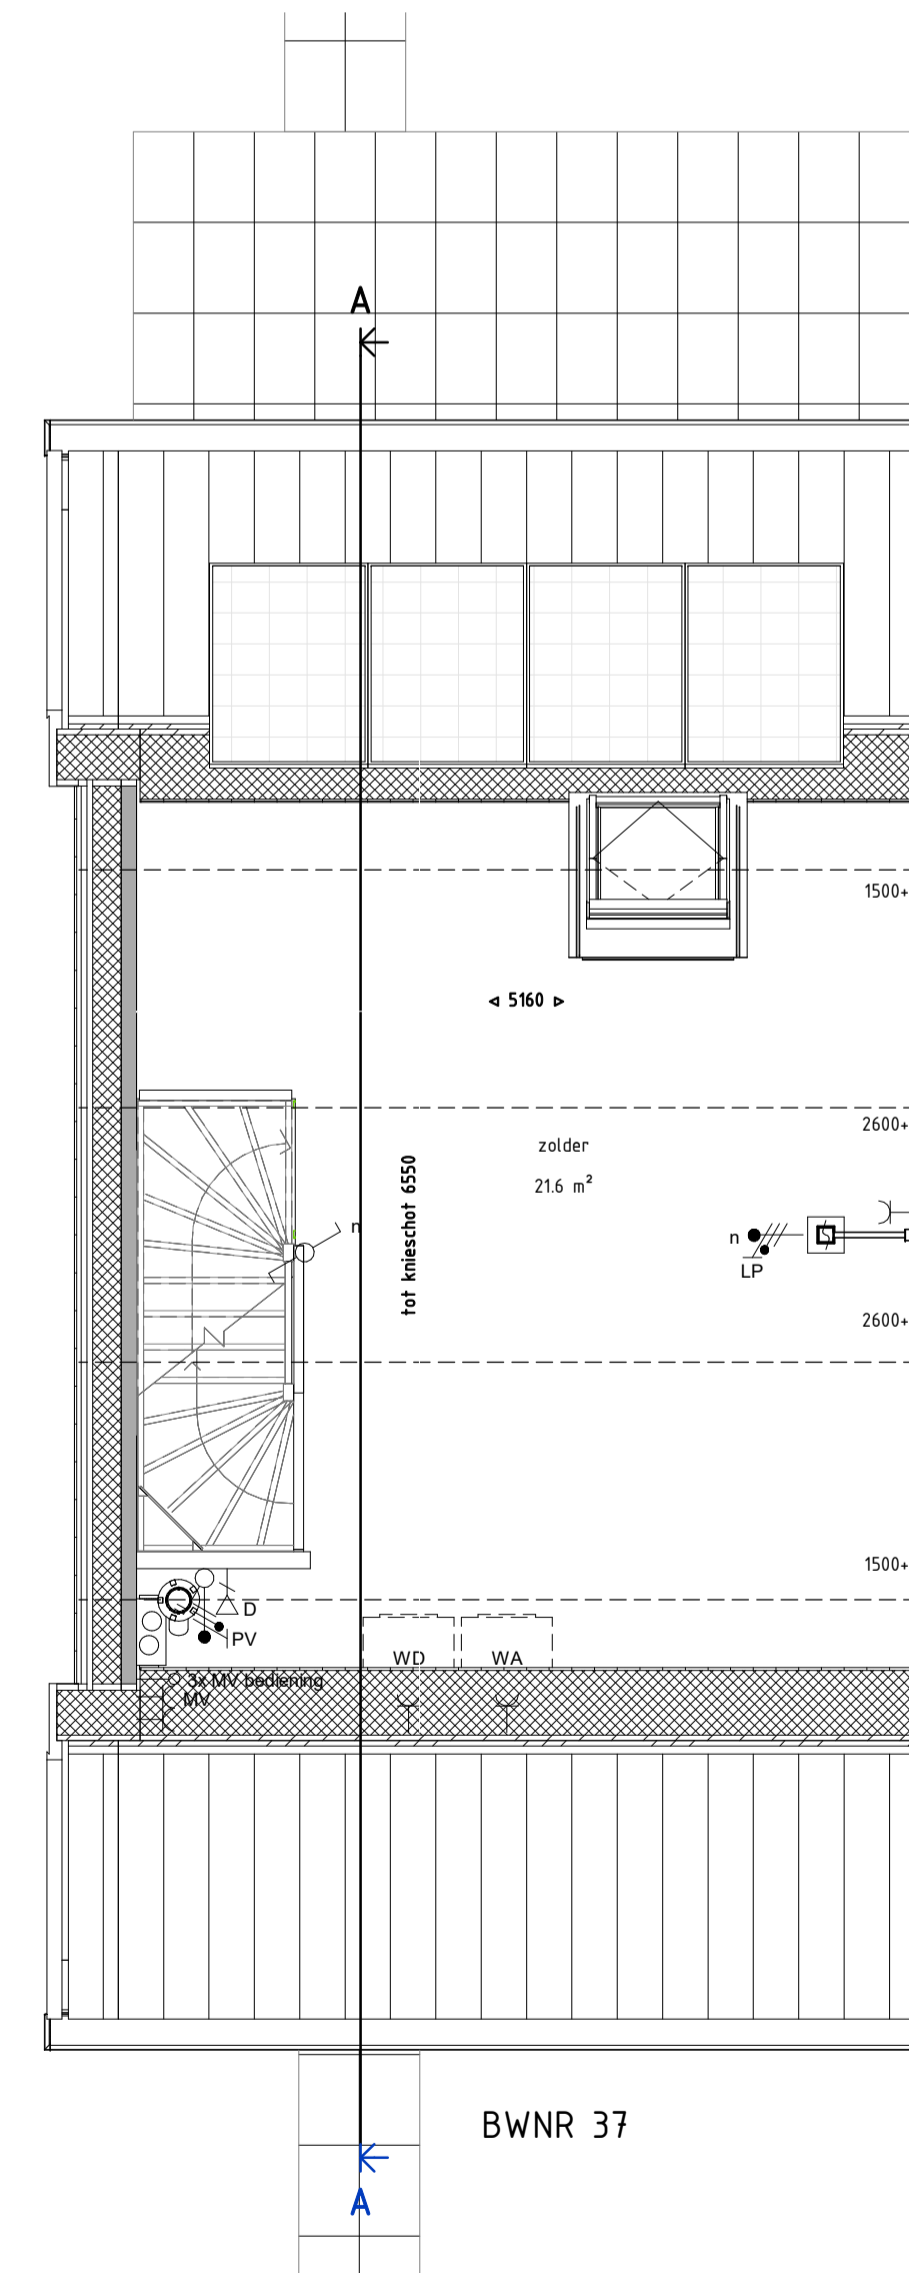 A
1500+
5160
2600+
zolder
21.6 m²
tot knieschot 6550
n
n
LP
2600+
1500+
D
PV
WD
WA
3x MV bediening
MV
BWNR 37
A